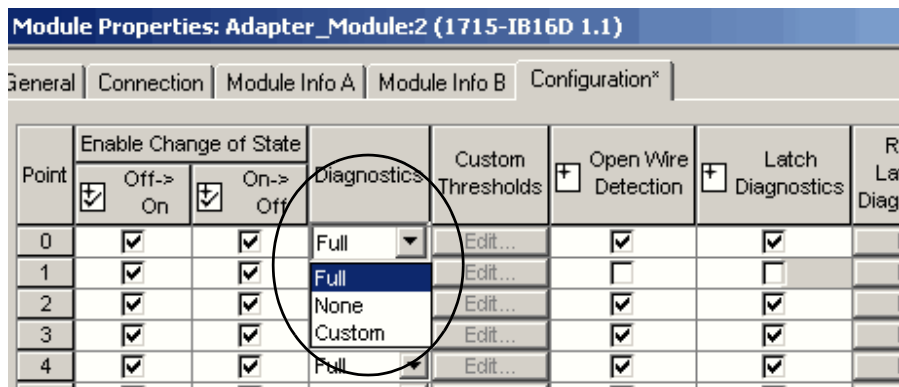 Module Properties: Adapter_Module:2 (1715-IB16D 1.1)
General Connection Module Info A Module Info B Configuration*
Point Enable Change of State Off-> On On-> Off Diagnostics Custom Thresholds Open Wire Detection Latch Diagnostics
0 Full Edit...
1 Full Edit...
2 None Edit...
3 Custom Edit...
4 Full Edit...